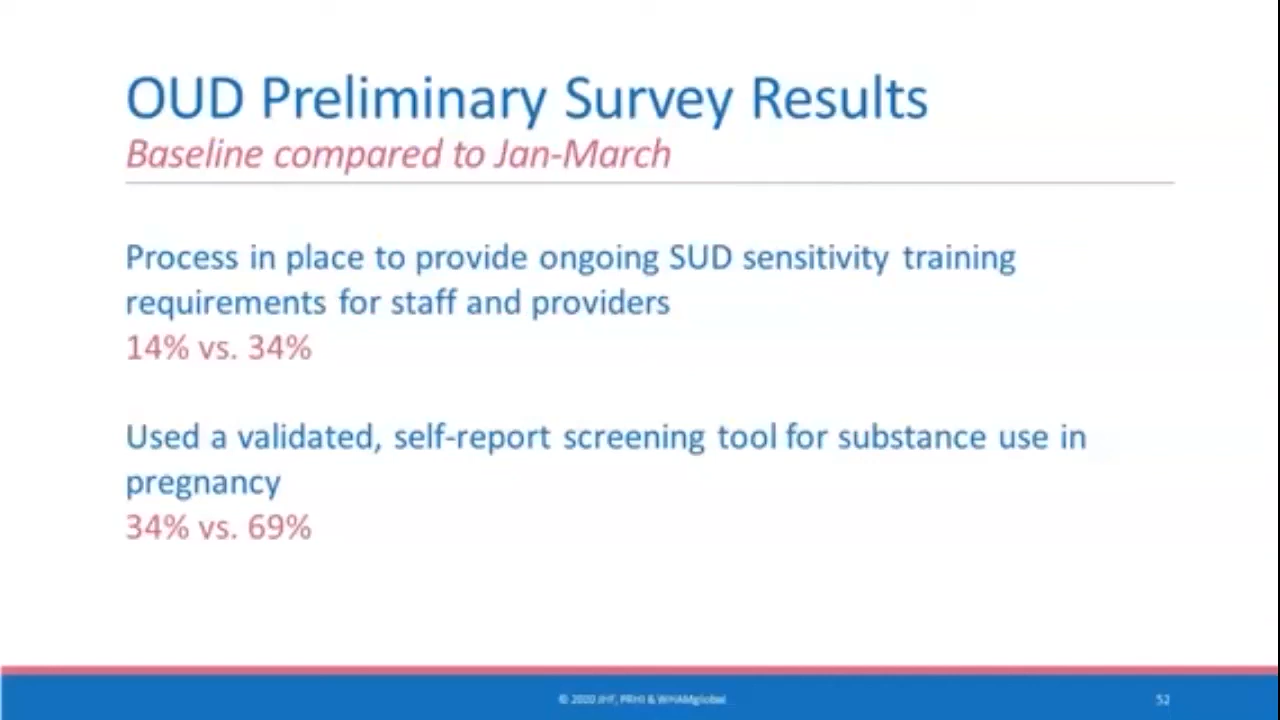 OUD Preliminary Survey Results
Baseline compared to Jan-March
Process in place to provide ongoing SUD sensitivity training
requirements for staff and providers
14% vs. 34%
Used a validated, self-report screening tool for substance use in
pregnancy
34% vs. 69%
© 2020 JHF, PRHI & WHAMglobal
52